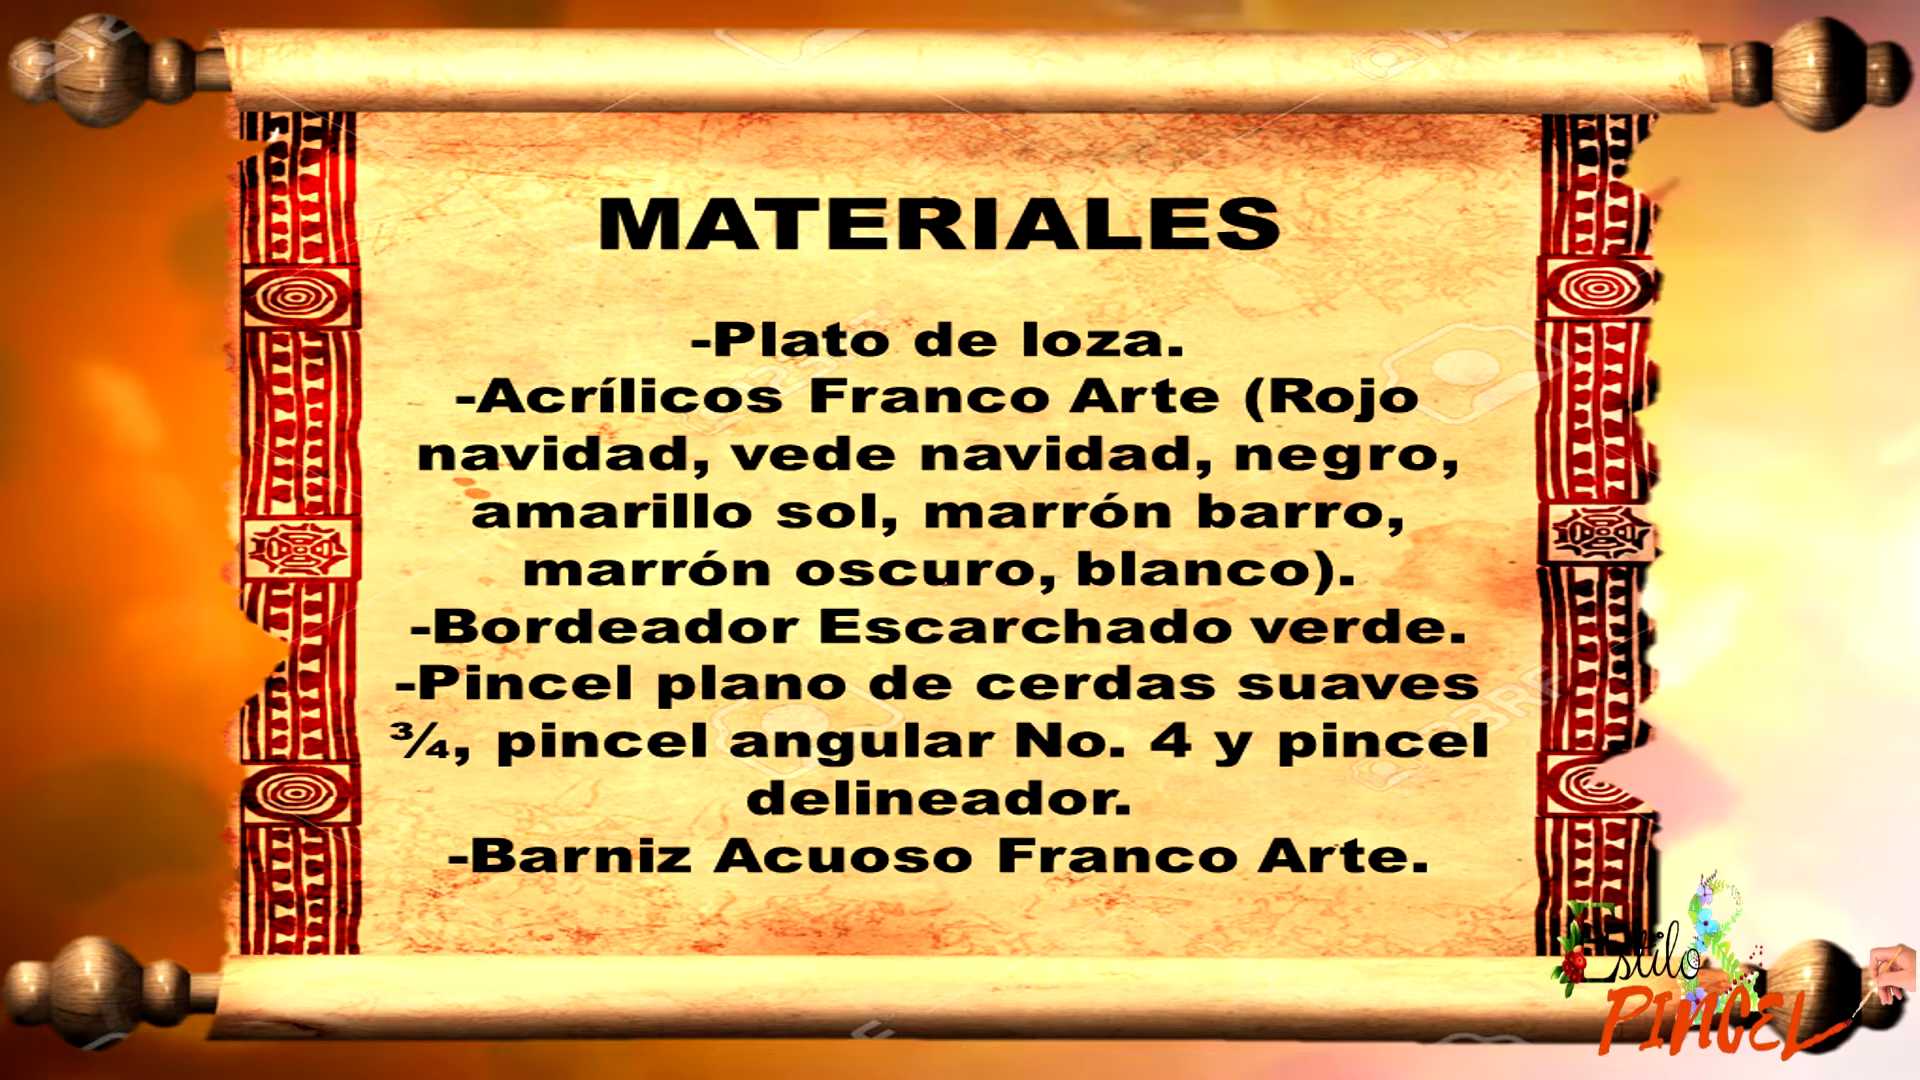 MATERIALES
-Plato de loza.
-Acrílicos Franco Arte (Rojo
navidad, vede navidad, negro,
amarillo sol, marrón barro,
marrón oscuro, blanco).
-Bordeador Escarchado verde.
-Pincel plano de cerdas suaves
¾, pincel angular No. 4 y pincel
delineador.
-Barniz Acuoso Franco Arte.
Estilo &
PINCEL